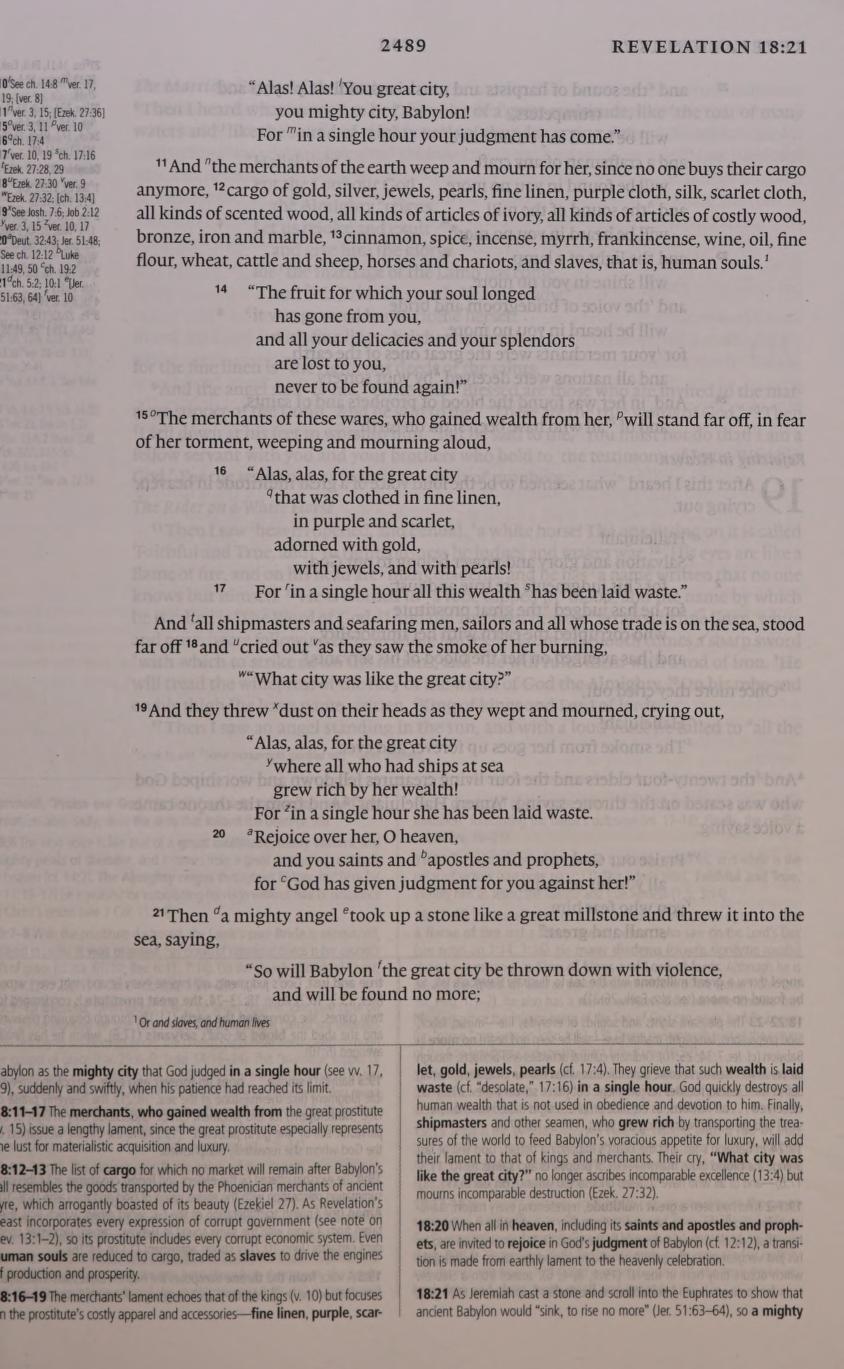 2489 REVELATION 18:21
0 l See ch. 14:8 m ver. 17,
19; [ver. 8]
1 n ver. 3, 15; [Ezek. 27:36]
5 o ver. 3, 11 p ver. 10
6 q ch. 17:4
7 r ver. 10, 19 s ch. 17:16
t Ezek. 27:28, 29
8 u Ezek. 27:30 v ver. 9
w Ezek. 27:32; [ch. 13:4]
9 x See Josh. 7:6; Job 2:12
y ver. 3, 15 z ver. 10, 17
0 a Deut. 32:43; Jer. 51:48;
See ch. 12:12 b Luke
11:49, 50 c ch. 19:2
1 d ch. 5:2; 10:1 e [Jer.
51:63, 64] f ver. 10
“Alas! Alas! l You great city,
you mighty city, Babylon!
For m in a single hour your judgment has come.”
11 And n the merchants of the earth weep and mourn for her, since no one buys their cargo
anymore, 12 cargo of gold, silver, jewels, pearls, fine linen, purple cloth, silk, scarlet cloth,
all kinds of scented wood, all kinds of articles of ivory, all kinds of articles of costly wood,
bronze, iron and marble, 13 cinnamon, spice, incense, myrrh, frankincense, wine, oil, fine
flour, wheat, cattle and sheep, horses and chariots, and slaves, that is, human souls.1
14 “The fruit for which your soul longed
has gone from you,
and all your delicacies and your splendors
are lost to you,
never to be found again!”
15 o The merchants of these wares, who gained wealth from her, p will stand far off, in fear
of her torment, weeping and mourning aloud,
16 “Alas, alas, for the great city
q that was clothed in fine linen,
in purple and scarlet,
adorned with gold,
with jewels, and with pearls!
17 For r in a single hour all this wealth s has been laid waste.”
And t all shipmasters and seafaring men, sailors and all whose trade is on the sea, stood
far off 18 and u cried out v as they saw the smoke of her burning,
w “What city was like the great city?”
19 And they threw x dust on their heads as they wept and mourned, crying out,
“Alas, alas, for the great city
y where all who had ships at sea
grew rich by her wealth!
For z in a single hour she has been laid waste.
20 a Rejoice over her, O heaven,
and you saints and b apostles and prophets,
for c God has given judgment for you against her!”
21 Then d a mighty angel e took up a stone like a great millstone and threw it into the
sea, saying,
“So will Babylon f the great city be thrown down with violence,
and will be found no more;
1 Or and slaves, and human lives
abylon as the mighty city that God judged in a single hour (see vv. 17,
9), suddenly and swiftly, when his patience had reached its limit.
8:11–17 The merchants, who gained wealth from the great prostitute
. 15) issue a lengthy lament, since the great prostitute especially represents
he lust for materialistic acquisition and luxury.
8:12–13 The list of cargo for which no market will remain after Babylon’s
all resembles the goods transported by the Phoenician merchants of ancient
yre, which arrogantly boasted of its beauty (Ezekiel 27). As Revelation’s
east incorporates every expression of corrupt government (see note on
ev. 13:1–2), so its prostitute includes every corrupt economic system. Even
uman souls are reduced to cargo, traded as slaves to drive the engines
f production and prosperity.
8:16–19 The merchants’ lament echoes that of the kings (v. 10) but focuses
n the prostitute’s costly apparel and accessories—fine linen, purple, scar-
let, gold, jewels, pearls (cf. 17:4). They grieve that such wealth is laid
waste (cf. “desolate,” 17:16) in a single hour. God quickly destroys all
human wealth that is not used in obedience and devotion to him. Finally,
shipmasters and other seamen, who grew rich by transporting the trea-
sures of the world to feed Babylon’s voracious appetite for luxury, will add
their lament to that of kings and merchants. Their cry, “What city was
like the great city?” no longer ascribes incomparable excellence (13:4) but
mourns incomparable destruction (Ezek. 27:32).
18:20 When all in heaven, including its saints and apostles and proph-
ets, are invited to rejoice in God’s judgment of Babylon (cf. 12:12), a transi-
tion is made from earthly lament to the heavenly celebration.
18:21 As Jeremiah cast a stone and scroll into the Euphrates to show that
ancient Babylon would “sink, to rise no more” (Jer. 51:63–64), so a mighty